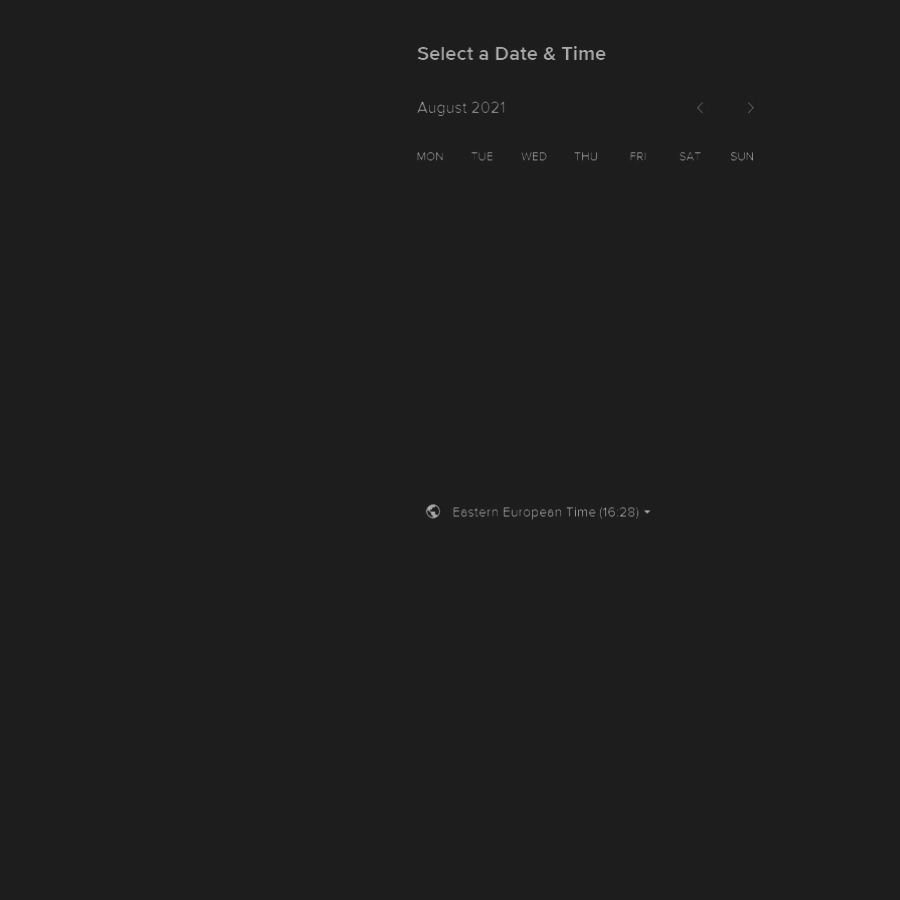 Select a Date & Time
August 2021
MON TUE WED THU FRI SAT SUN
Eastern European Time (16:28)